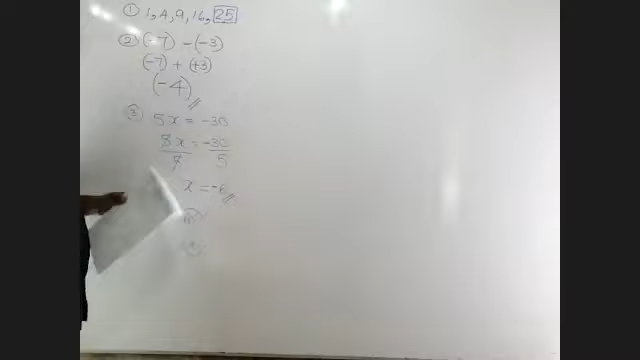 ① 1, 4, 9, 16, 25
② (-7) - (-3)
(-7) + (+3)
(-4)
③ 5x = -30
5x/5 = -30/5
x = -6